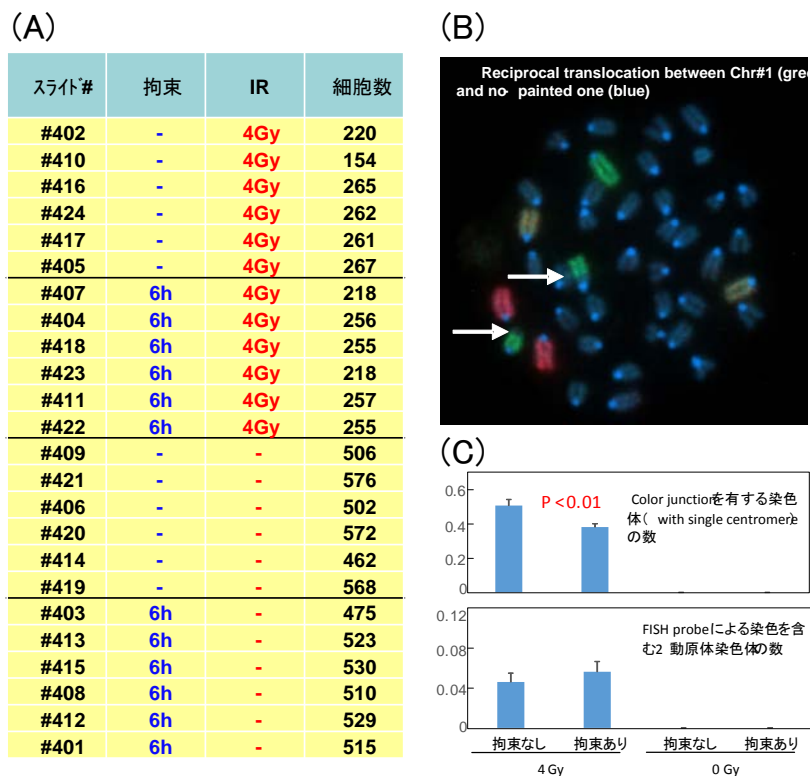 (A)
スライド# 拘束 IR 細胞数
#402 - 4Gy 220
#410 - 4Gy 154
#416 - 4Gy 265
#424 - 4Gy 262
#417 - 4Gy 261
#405 - 4Gy 267
#407 6h 4Gy 218
#404 6h 4Gy 256
#418 6h 4Gy 255
#423 6h 4Gy 218
#411 6h 4Gy 257
#422 6h 4Gy 255
#409 - - 506
#421 - - 576
#406 - - 502
#420 - - 572
#414 - - 462
#419 - - 568
#403 6h - 475
#413 6h - 523
#415 6h - 530
#408 6h - 510
#412 6h - 529
#401 6h - 515
(B)
Reciprocal translocation between Chr#1 (gree
and no painted one (blue)
(C)
0.6
0.4
0.2
0
P<0.01
Color junctionを有する染色
体( with single centromere)
の数
0.12
0.08
0.04
0
FISH probeによる染色を含
む2 動原体染色体の数
拘束なし 拘束あり 拘束なし 拘束あり
4 Gy 0 Gy